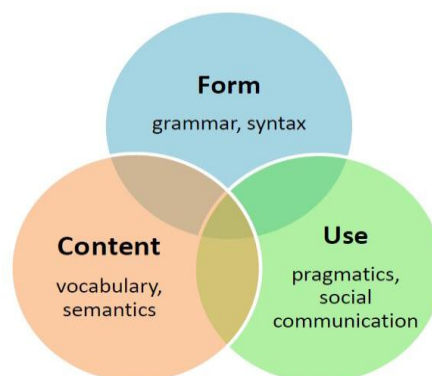 Form
grammar, syntax
Content
vocabulary,
semantics
Use
pragmatics,
social
communication